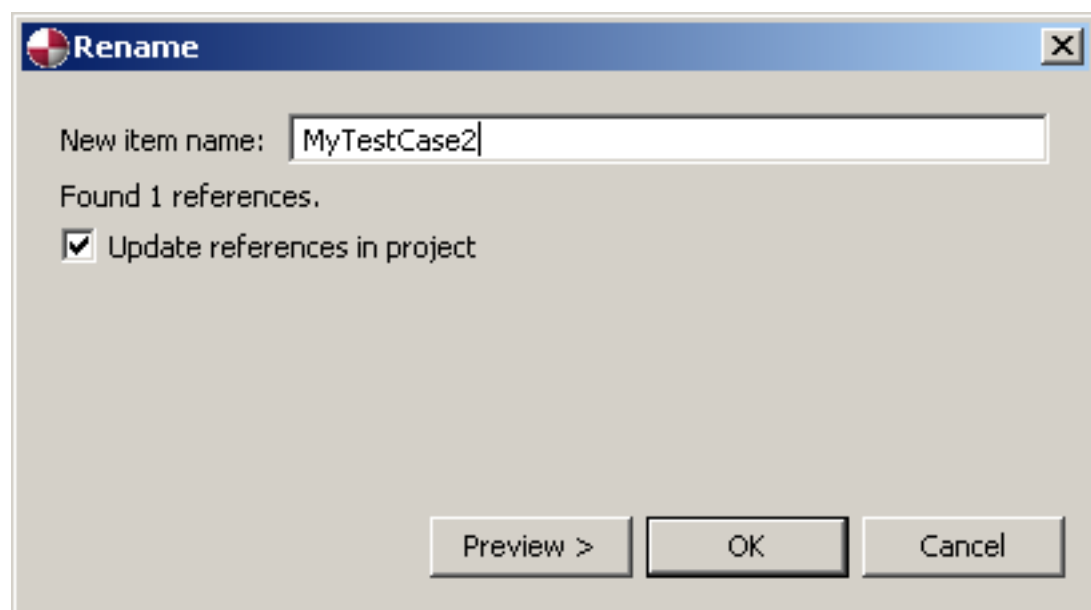 Rename
New item name: MyTestCase2
Found 1 references.
Update references in project
Preview > OK Cancel